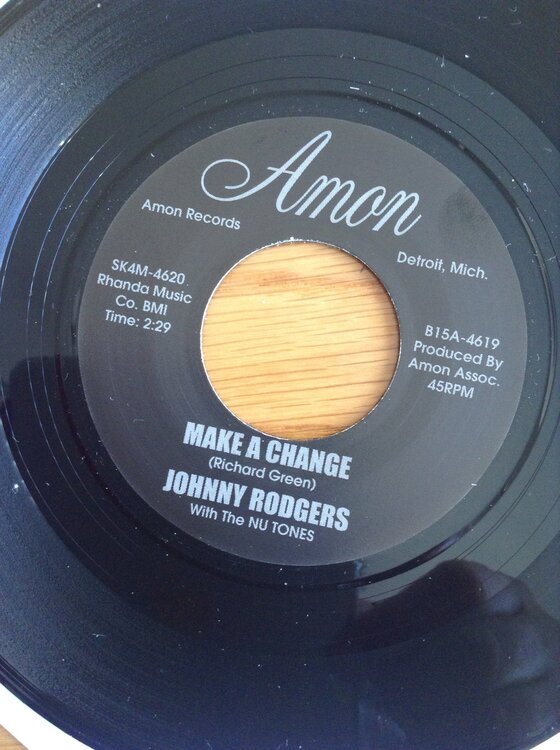 Amon
Amon Records
Detroit, Mich.
SK4M-4620
Rhanda Music
Co. BMI
Time: 2:29
B15A-4619
Produced By
Amon Assoc.
45RPM
MAKE A CHANGE
(Richard Green)
JOHNNY RODGERS
With The NU TONES